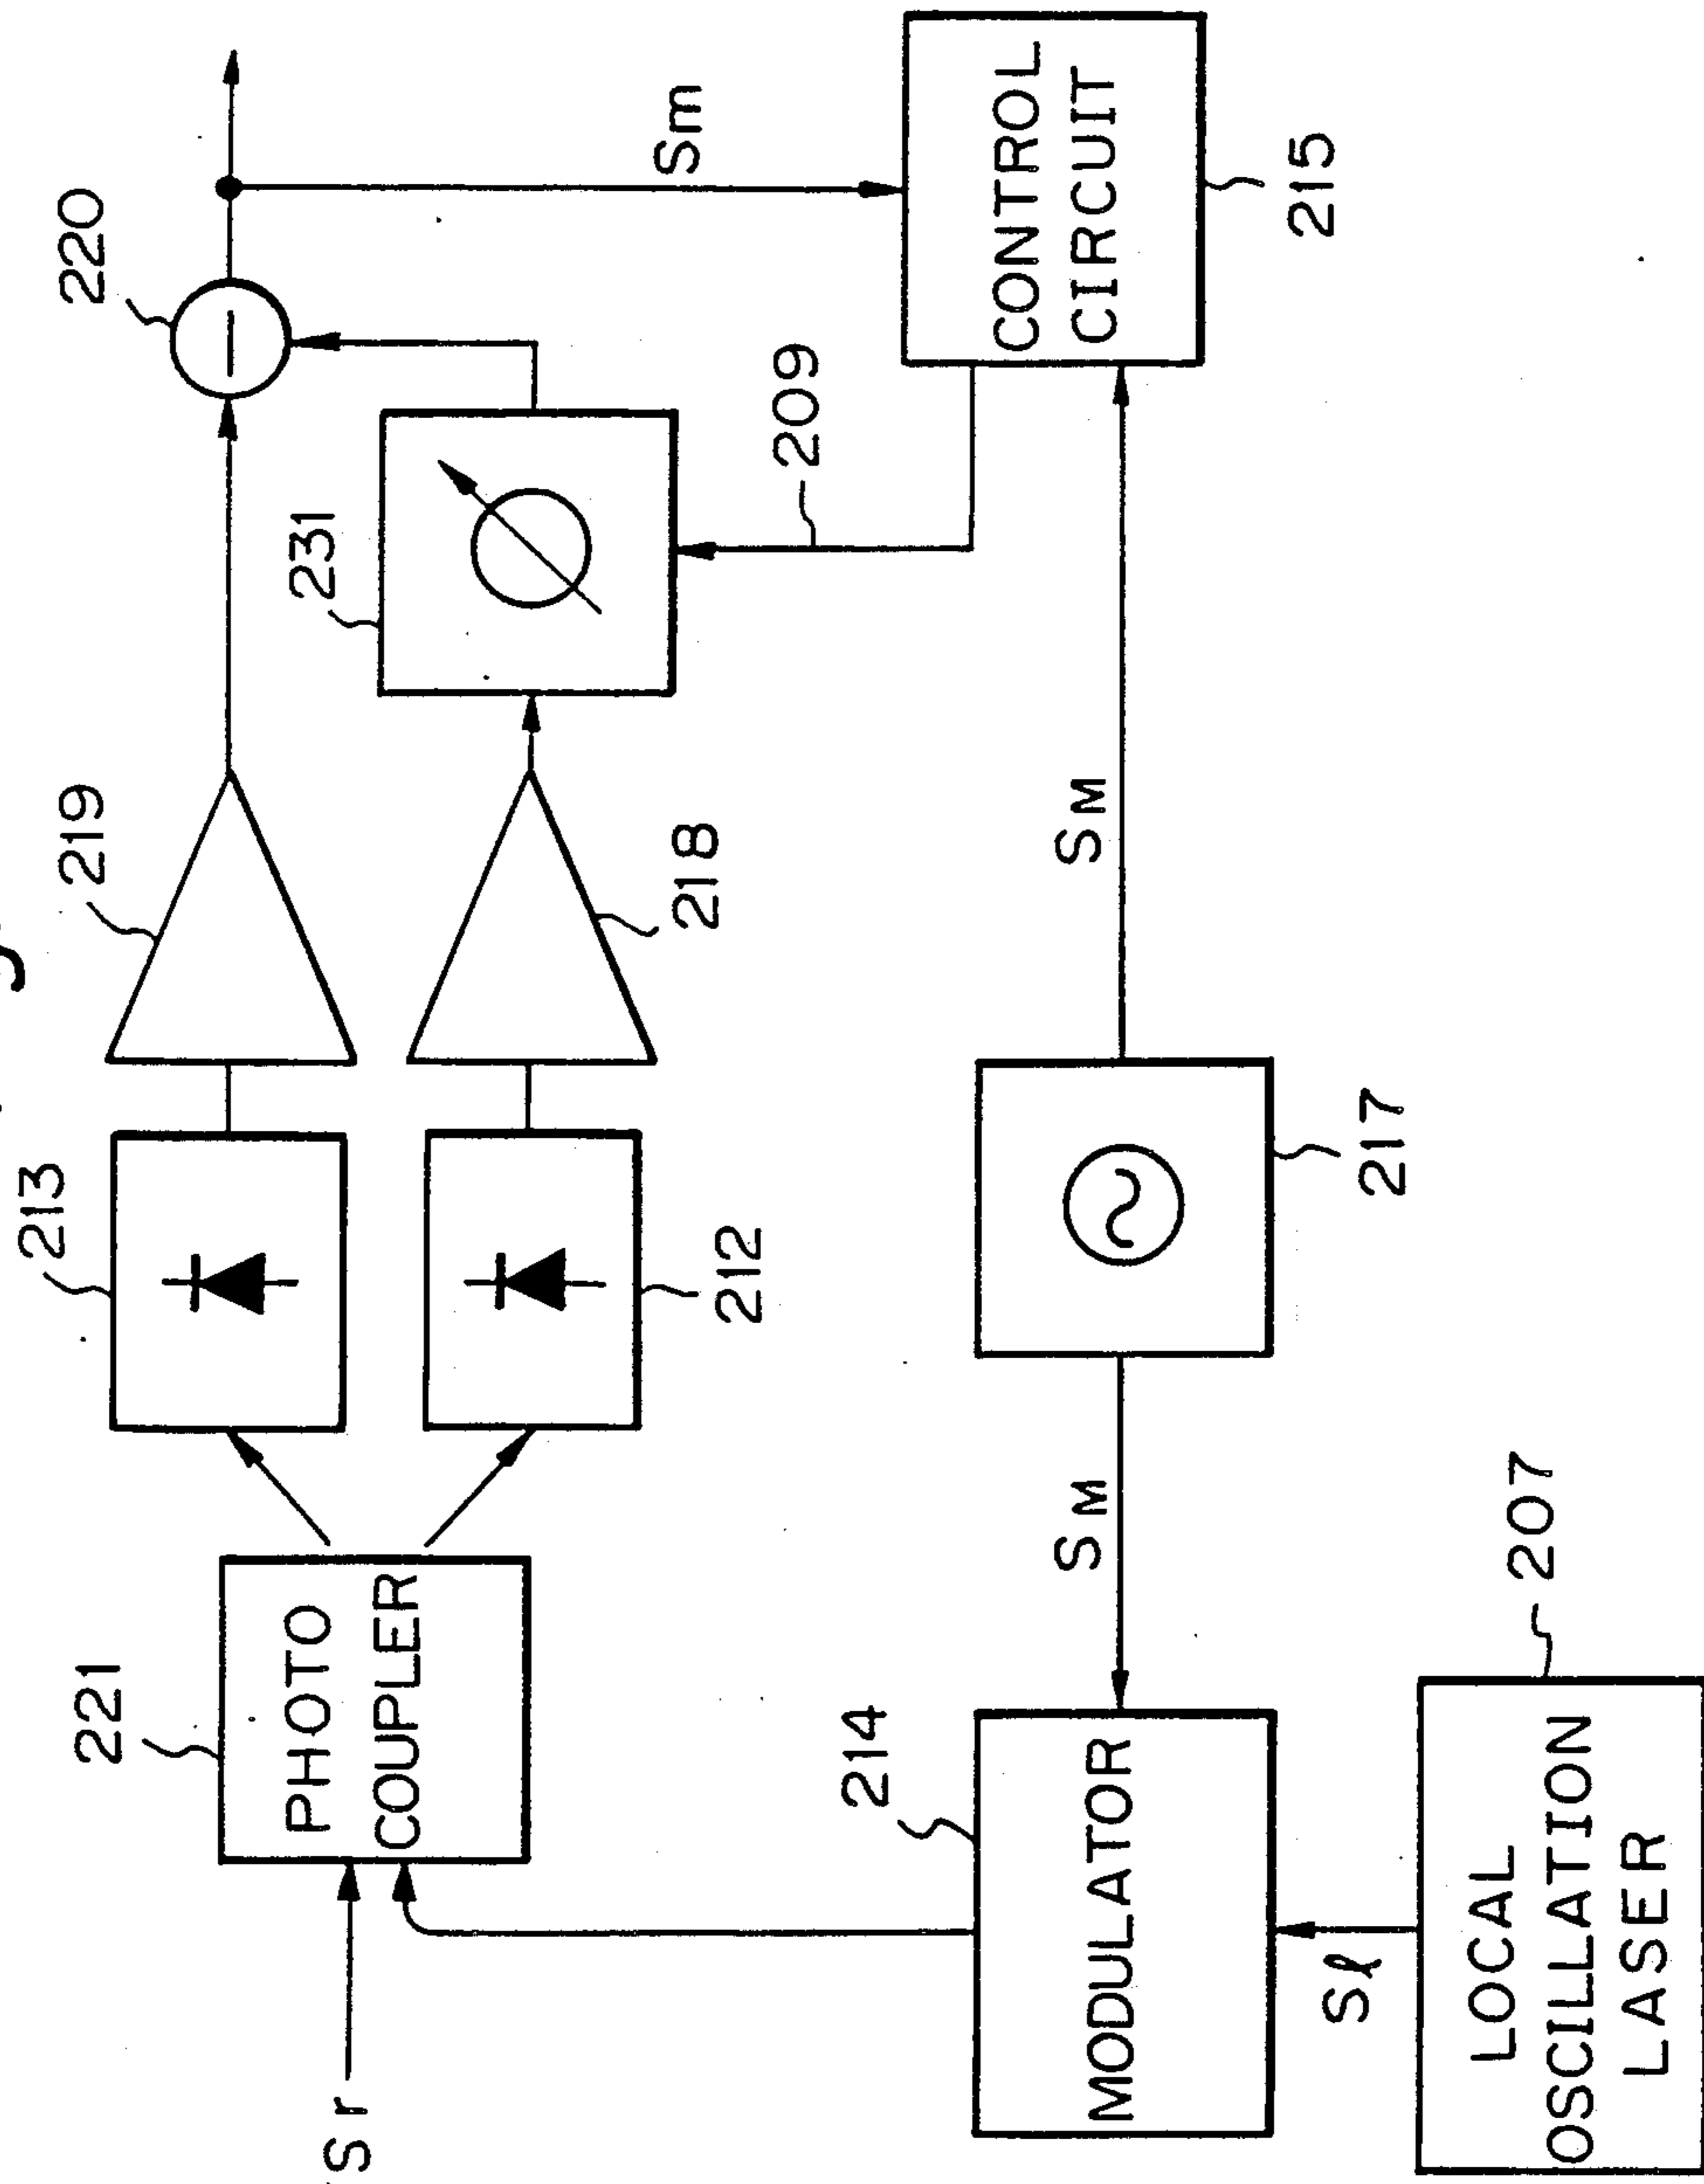 220
219
213
221
PHOTO
COUPLER
Sr
231
218
212
Sm
209
CONTROL
CIRCUIT
215
SM
217
SM
214
MODULATOR
Sℓ
LOCAL
OSCILLATION
LASER
207